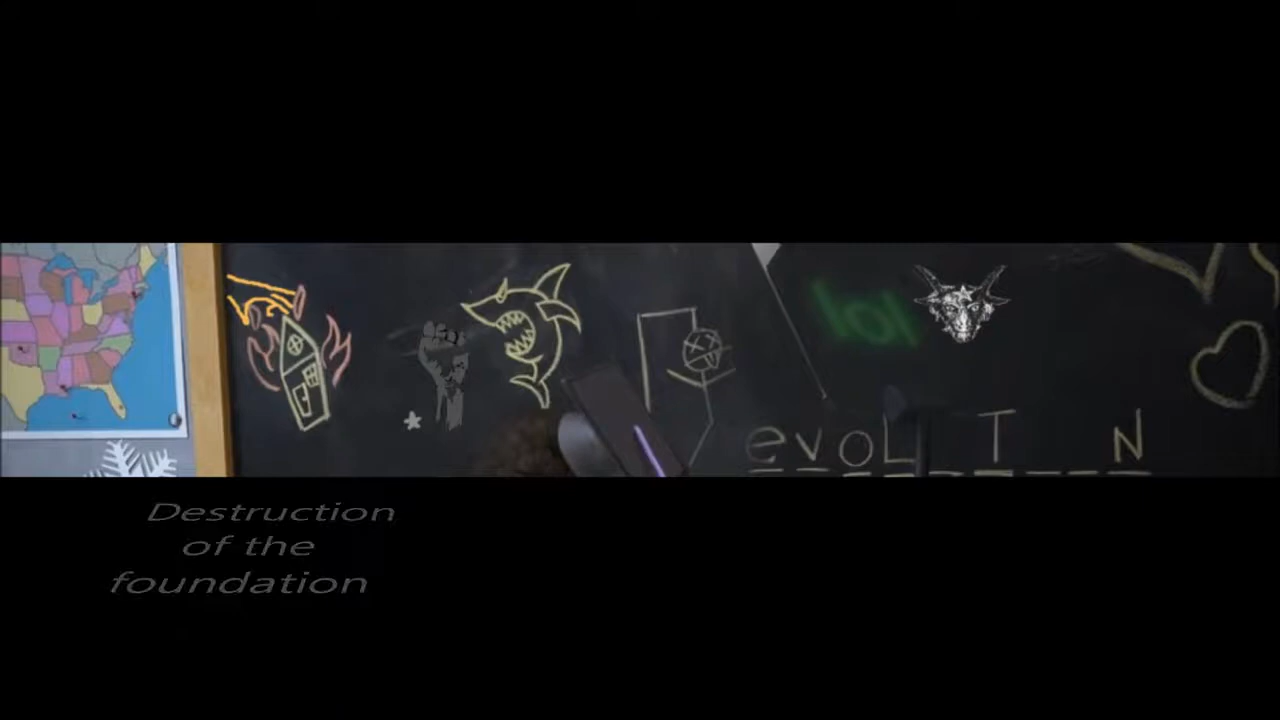 lol
evoL T N
Destruction
of the
foundation